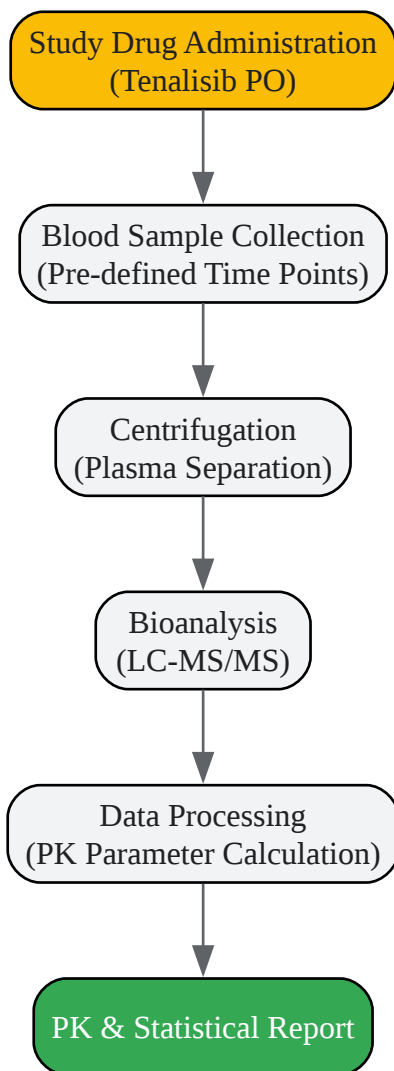 Study Drug Administration
(Tenalisib PO)
Blood Sample Collection
(Pre-defined Time Points)
Centrifugation
(Plasma Separation)
Bioanalysis
(LC-MS/MS)
Data Processing
(PK Parameter Calculation)
PK & Statistical Report